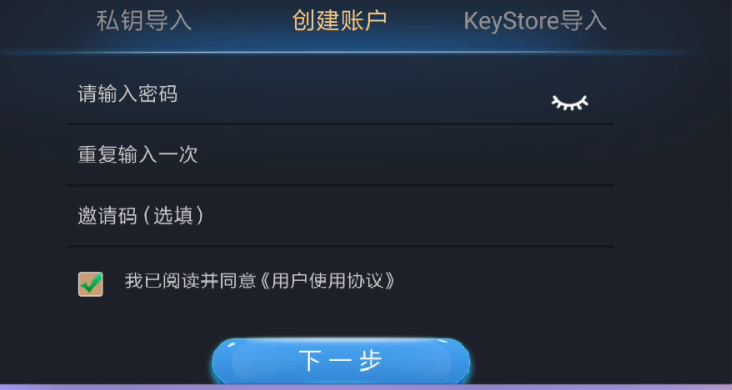 私钥导入 创建账户 KeyStore导入
请输入密码
重复输入一次
邀请码（选填）
我已阅读并同意《用户使用协议》
下一步